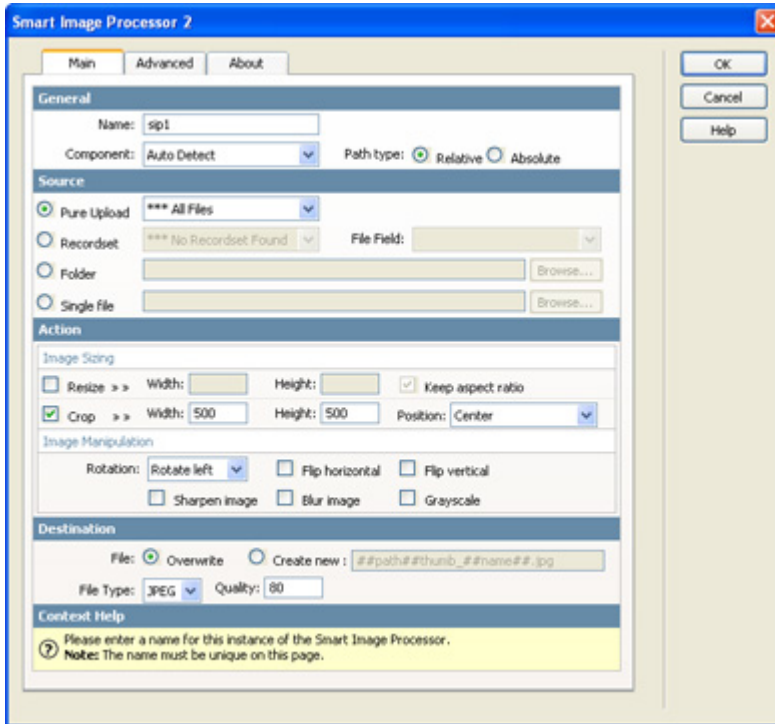 Smart Image Processor 2
Main Advanced About
OK
Cancel
Help
General
Name: sip1
Component: Auto Detect Path type: Relative Absolute
Source
Pure Upload *** All Files
Recordset *** No Recordset Found File Field:
Folder Browse...
Single file Browse...
Action
Image Sizing
Resize >> Width: Height: Keep aspect ratio
Crop >> Width: 500 Height: 500 Position: Center
Image Manipulation
Rotation: Rotate left Flip horizontal Flip vertical
Sharpen image Blur image Grayscale
Destination
File: Overwrite Create new : ##path##thumb_##name##.jpg
File Type: JPEG Quality: 80
Context Help
Please enter a name for this instance of the Smart Image Processor.
Note: The name must be unique on this page.